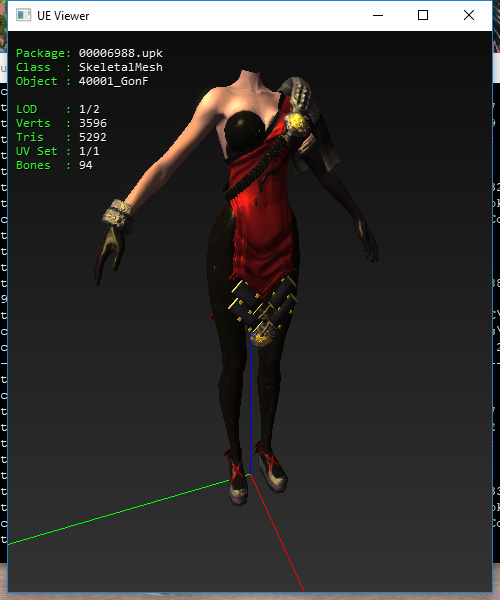 UE Viewer
Package: 00006988.upk
Class  : SkeletalMesh
Object : 40001_GonF
LOD    : 1/2
Verts  : 3596
Tris   : 5292
UV Set : 1/1
Bones  : 94